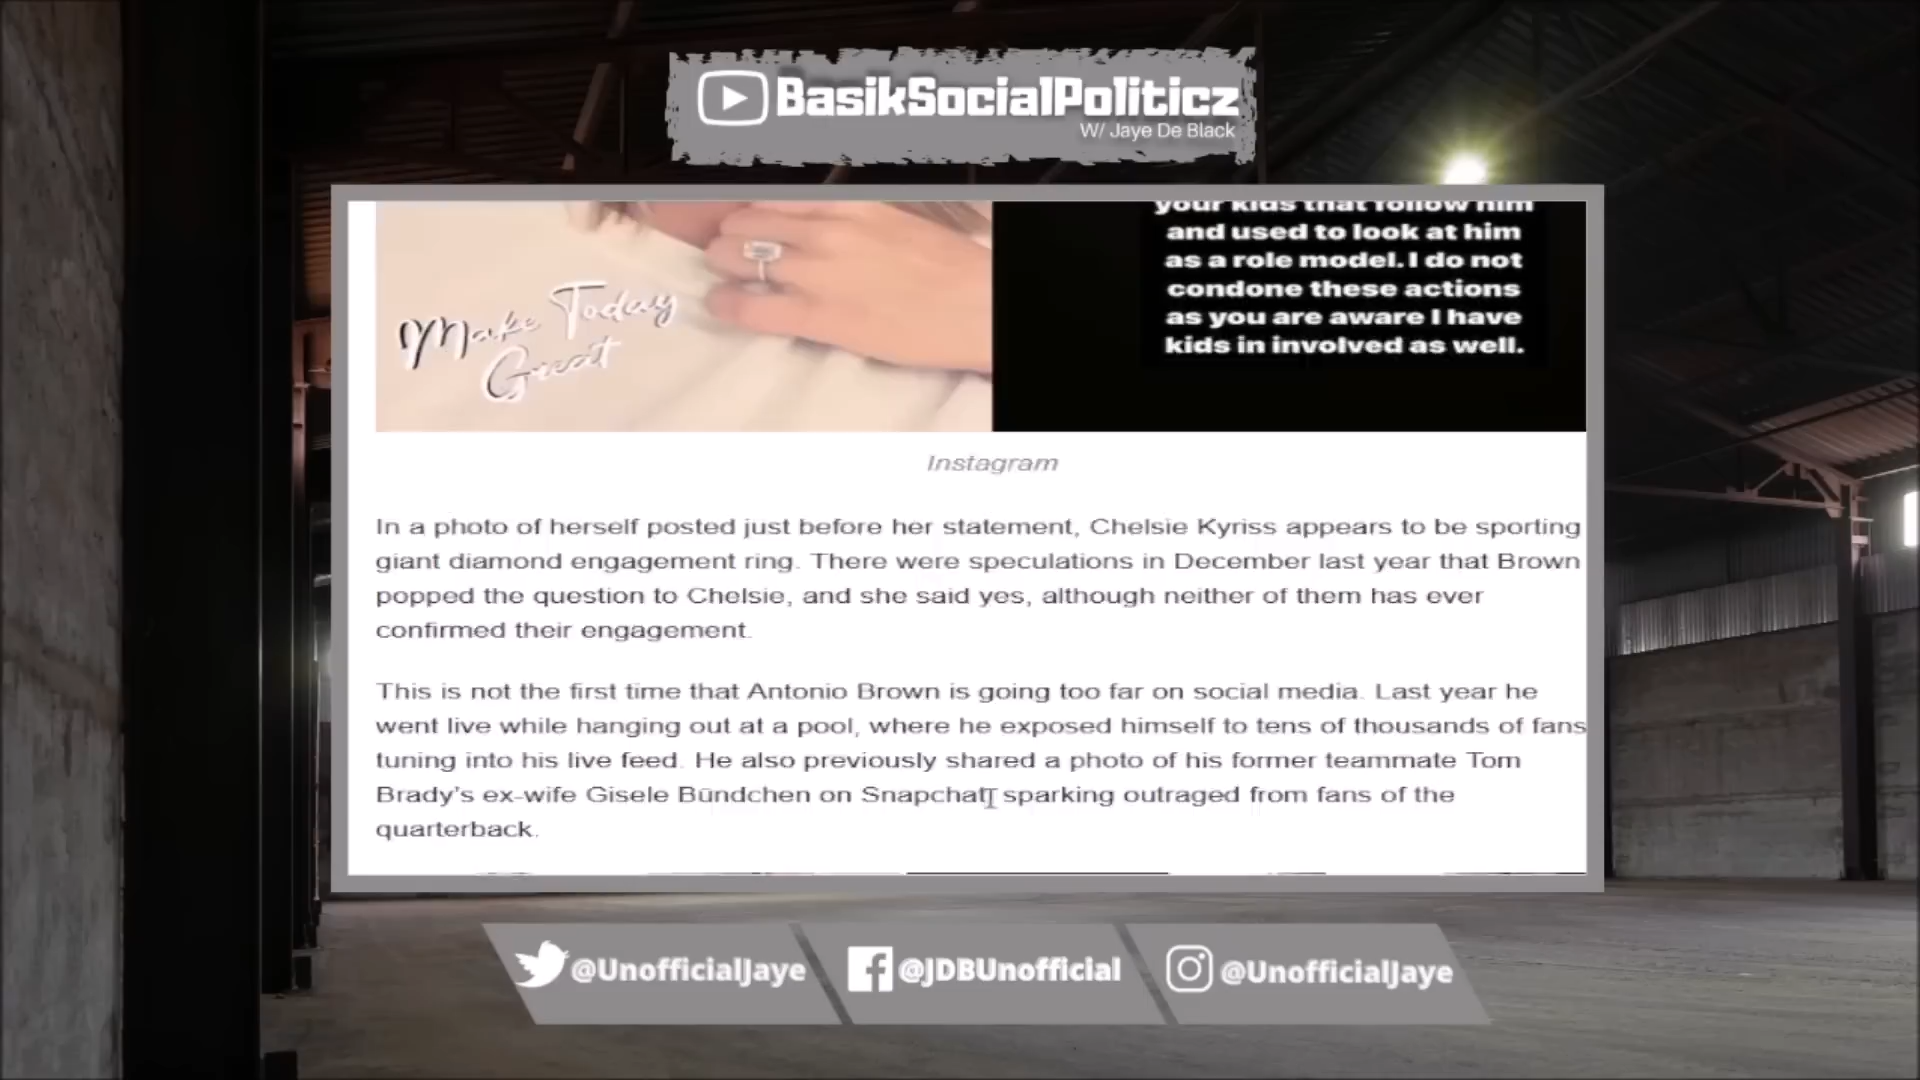 BasikSocialPoliticz
W/ Jaye De Black
your kids that follow him
and used to look at him
as a role model. I do not
condone these actions
as you are aware I have
kids in involved as well.
Make Today
Great
Instagram
In a photo of herself posted just before her statement, Chelsie Kyriss appears to be sporting
giant diamond engagement ring. There were speculations in December last year that Brown
popped the question to Chelsie, and she said yes, although neither of them has ever
confirmed their engagement.
This is not the first time that Antonio Brown is going too far on social media. Last year he
went live while hanging out at a pool, where he exposed himself to tens of thousands of fans
tuning into his live feed. He also previously shared a photo of his former teammate Tom
Brady's ex-wife Gisele Bündchen on Snapchat, sparking outraged from fans of the
quarterback.
@UnofficialJaye
@JDBUnofficial
@UnofficialJaye